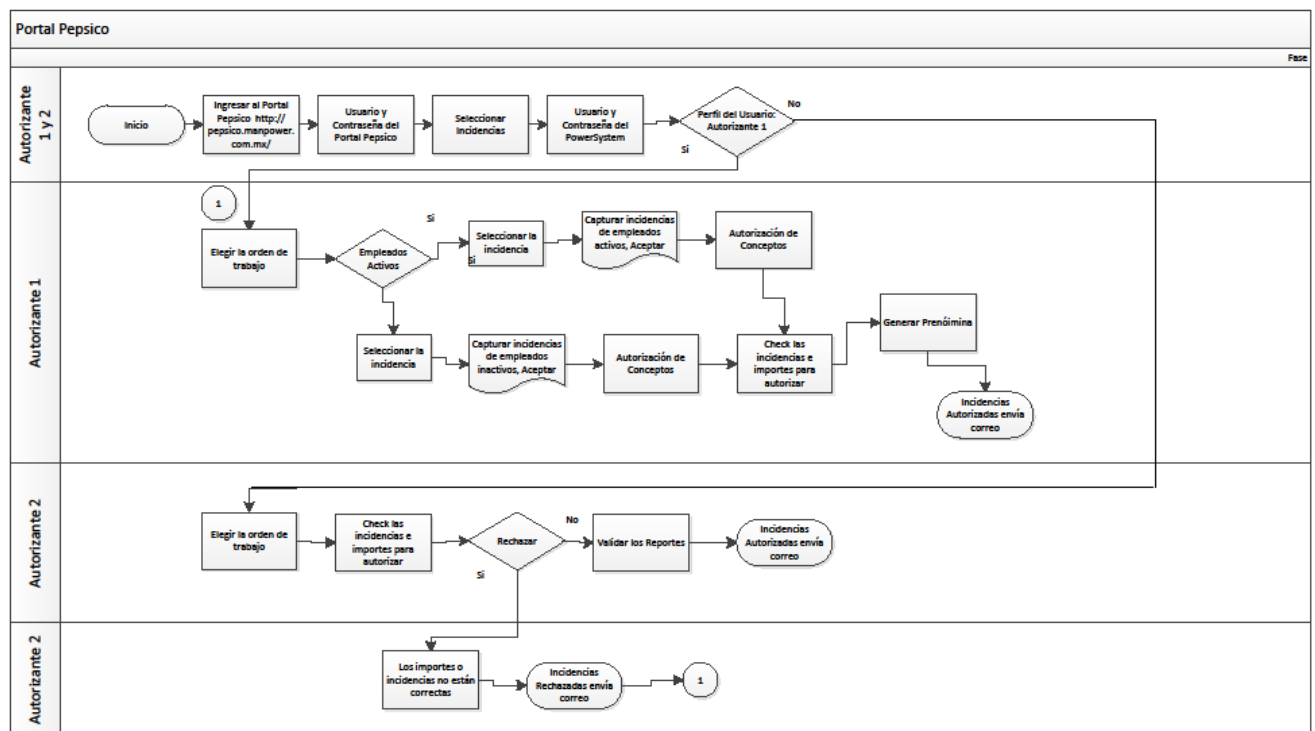 Portal Pepsico
Fase
Autorizante
1 y 2
Inicio
Ingresar al Portal
Pepsico http://
pepsico.manpower.
com.mx/
Usuario y
Contraseña del
Portal Pepsico
Seleccionar
Incidencias
Usuario y
Contraseña del
PowerSystem
Perfil del Usuario:
Autorizante 1
No
Sí
Autorizante 1
1
Elegir la orden de
trabajo
Empleados
Activos
Sí
Seleccionar la
incidencia
Sí
Capturar incidencias
de empleados
activos, Aceptar
Autorización de
Conceptos
Seleccionar la
incidencia
Capturar incidencias
de empleados
inactivos, Aceptar
Autorización de
Conceptos
Check las
incidencias e
importes para
autorizar
Generar Prenóimina
Incidencias
Autorizadas envía
correo
Autorizante 2
Elegir la orden de
trabajo
Check las
incidencias e
importes para
autorizar
Rechazar
No
Sí
Validar los Reportes
Incidencias
Autorizadas envía
correo
Autorizante 2
Los importes o
incidencias no están
correctas
Incidencias
Rechazadas envía
correo
1